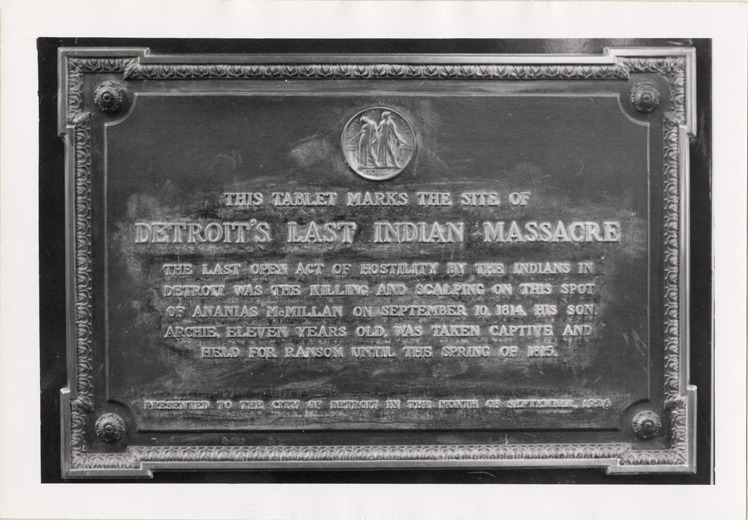 THIS TABLET MARKS THE SITE OF
DETROIT'S LAST INDIAN MASSACRE
THE LAST OPEN ACT OF HOSTILITY BY THE INDIANS IN
DETROIT WAS THE KILLING AND SCALPING ON THIS SPOT
OF ANANIAS McMILLAN ON SEPTEMBER 10, 1814. HIS SON
ARCHIE, ELEVEN YEARS OLD, WAS TAKEN CAPTIVE AND
HELD FOR RANSOM UNTIL THE SPRING OF 1815.
PRESENTED TO THE CITY OF DETROIT IN THE MONTH OF SEPTEMBER, 1926